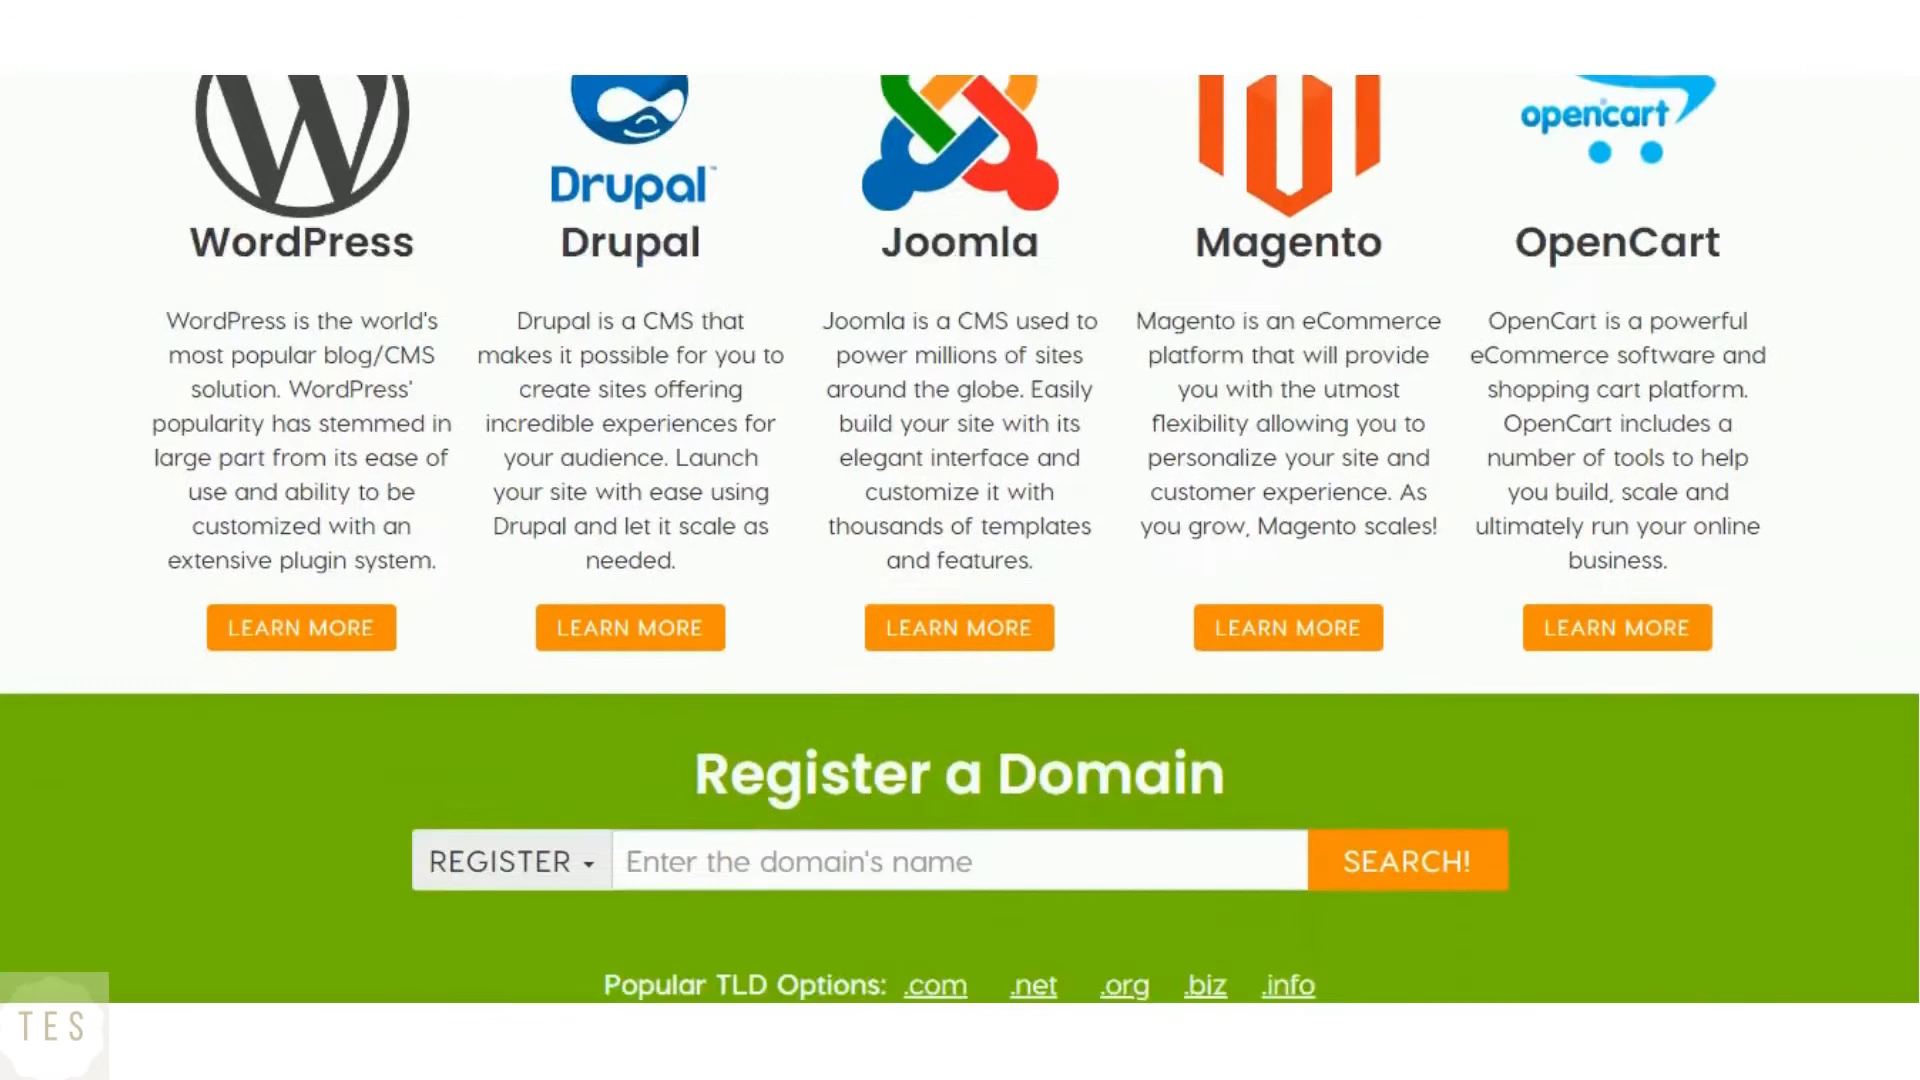 opencart
Drupal™
WordPress
Drupal
Joomla
Magento
OpenCart
WordPress is the world's
most popular blog/CMS
solution. WordPress'
popularity has stemmed in
large part from its ease of
use and ability to be
customized with an
extensive plugin system.
Drupal is a CMS that
makes it possible for you to
create sites offering
incredible experiences for
your audience. Launch
your site with ease using
Drupal and let it scale as
needed.
Joomla is a CMS used to
power millions of sites
around the globe. Easily
build your site with its
elegant interface and
customize it with
thousands of templates
and features.
Magento is an eCommerce
platform that will provide
you with the utmost
flexibility allowing you to
personalize your site and
customer experience. As
you grow, Magento scales!
OpenCart is a powerful
eCommerce software and
shopping cart platform.
OpenCart includes a
number of tools to help
you build, scale and
ultimately run your online
business.
LEARN MORE
LEARN MORE
LEARN MORE
LEARN MORE
LEARN MORE
Register a Domain
REGISTER
Enter the domain's name
SEARCH!
Popular TLD Options: .com .net .org .biz .info
TES